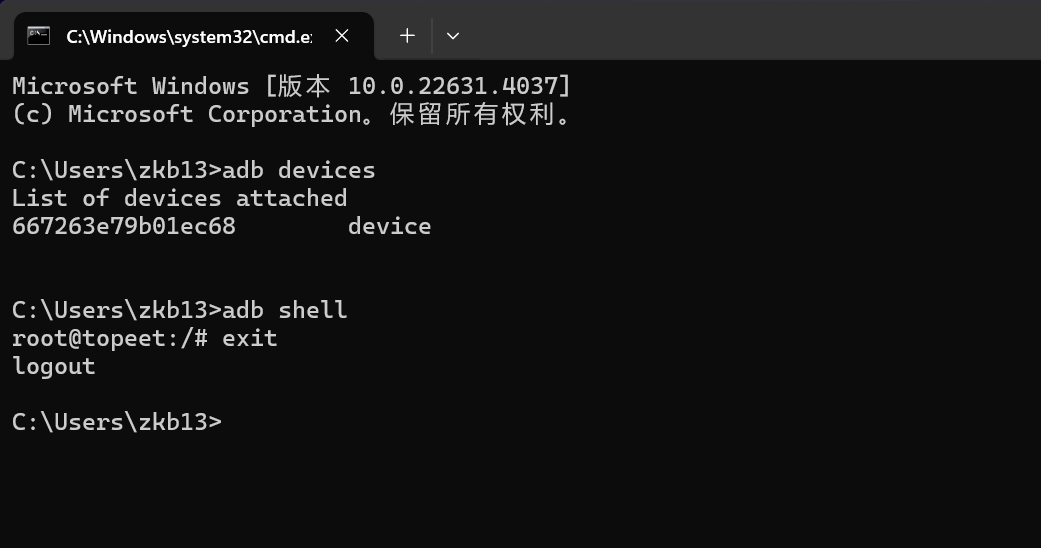 C:\Windows\system32\cmd.e
Microsoft Windows [版本 10.0.22631.4037]
(c) Microsoft Corporation。保留所有权利。
C:\Users\zkb13>adb devices
List of devices attached
667263e79b01ec68        device
C:\Users\zkb13>adb shell
root@topeet:/# exit
logout
C:\Users\zkb13>